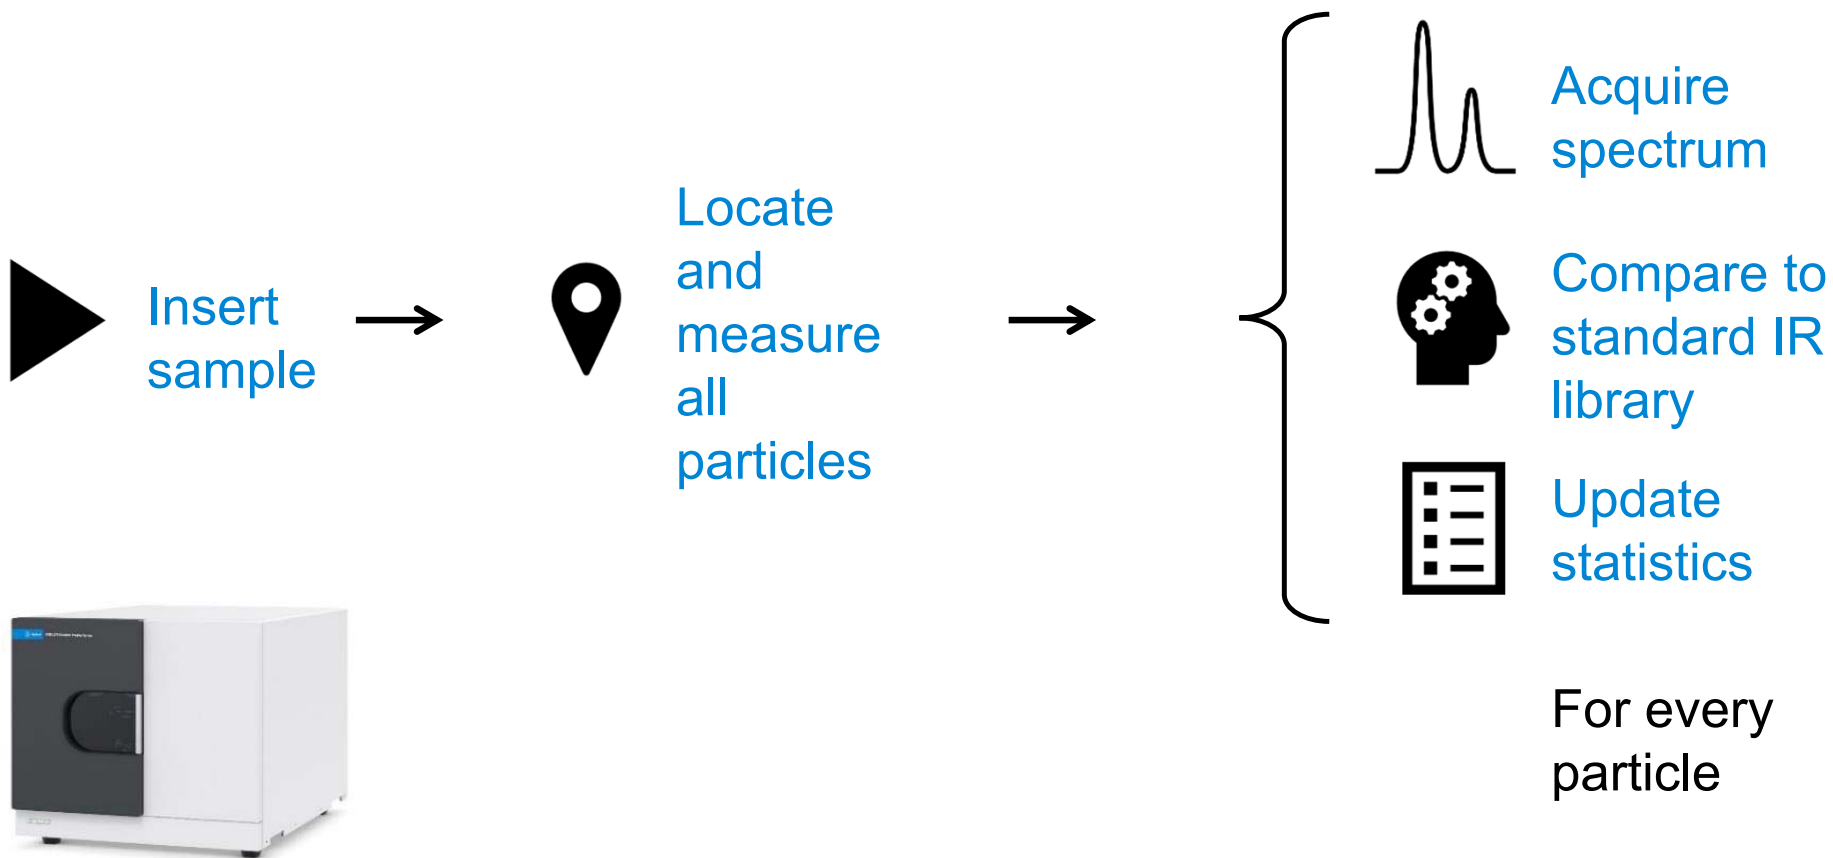 Insert
sample
Locate
and
measure
all
particles
Acquire
spectrum
Compare to
standard IR
library
Update
statistics
For every
particle